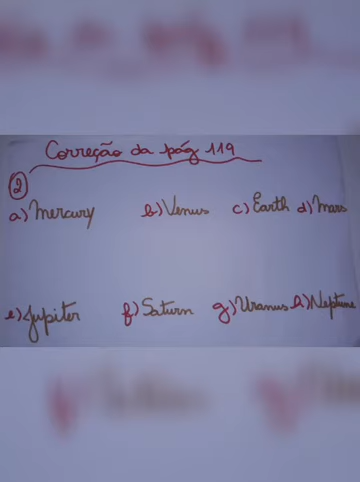 Correção da pág 119
2
a) Mercury b) Venus c) Earth d) Mars
e) Jupiter f) Saturn g) Uranus h) Neptune